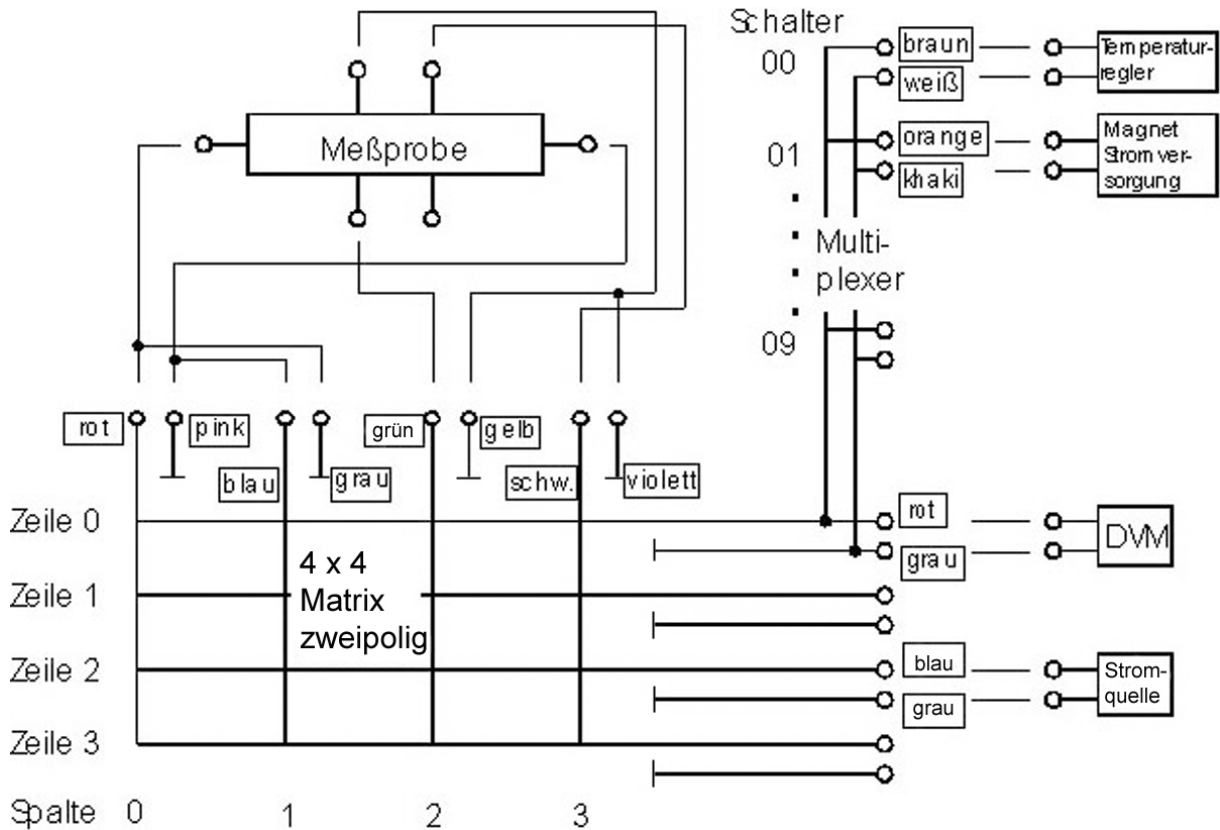 Schalter
00
braun
weiß
Temperatur-
regler
01
orange
khaki
Magnet
Stromver-
sorgung
Meßprobe
Multi-
plexer
09
rot
pink
blau
grau
grün
gelb
schw.
violett
Zeile 0
rot
grau
DVM
4 x 4
Matrix
zweipolig
Zeile 1
Zeile 2
blau
grau
Strom-
quelle
Zeile 3
Spalte 0 1 2 3